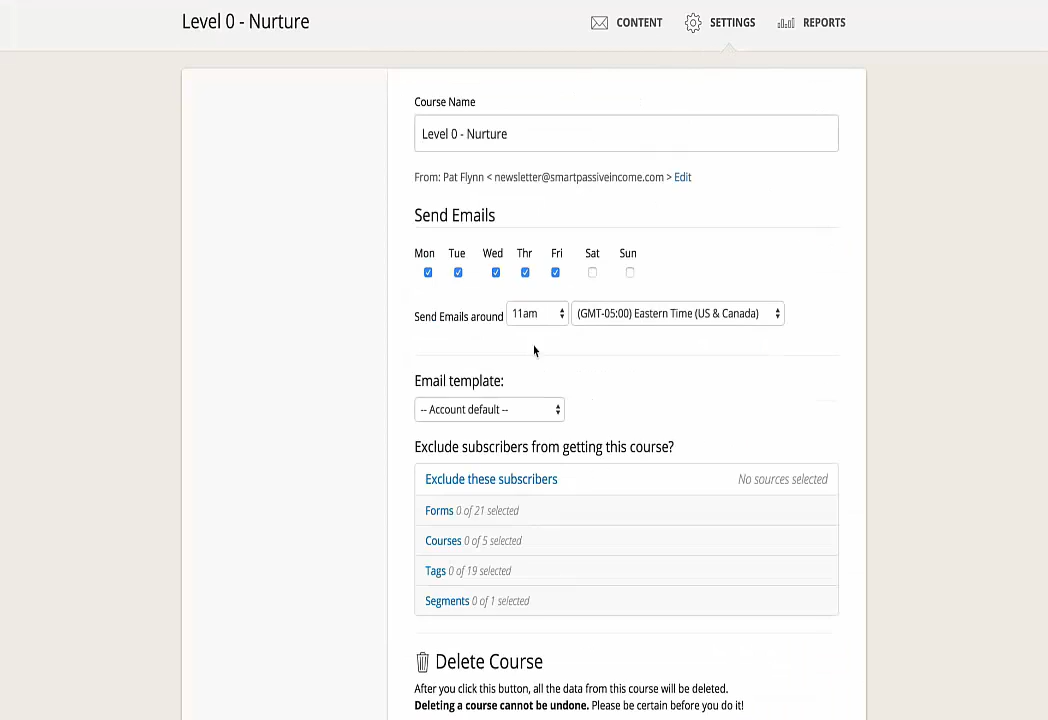 Level 0 - Nurture
CONTENT SETTINGS REPORTS
Course Name
Level 0 - Nurture
From: Pat Flynn < newsletter@smartpassiveincome.com > Edit
Send Emails
Mon Tue Wed Thr Fri Sat Sun
Send Emails around 11am (GMT-05:00) Eastern Time (US & Canada)
Email template:
-- Account default --
Exclude subscribers from getting this course?
Exclude these subscribers No sources selected
Forms 0 of 21 selected
Courses 0 of 5 selected
Tags 0 of 19 selected
Segments 0 of 1 selected
Delete Course
After you click this button, all the data from this course will be deleted.
Deleting a course cannot be undone. Please be certain before you do it!